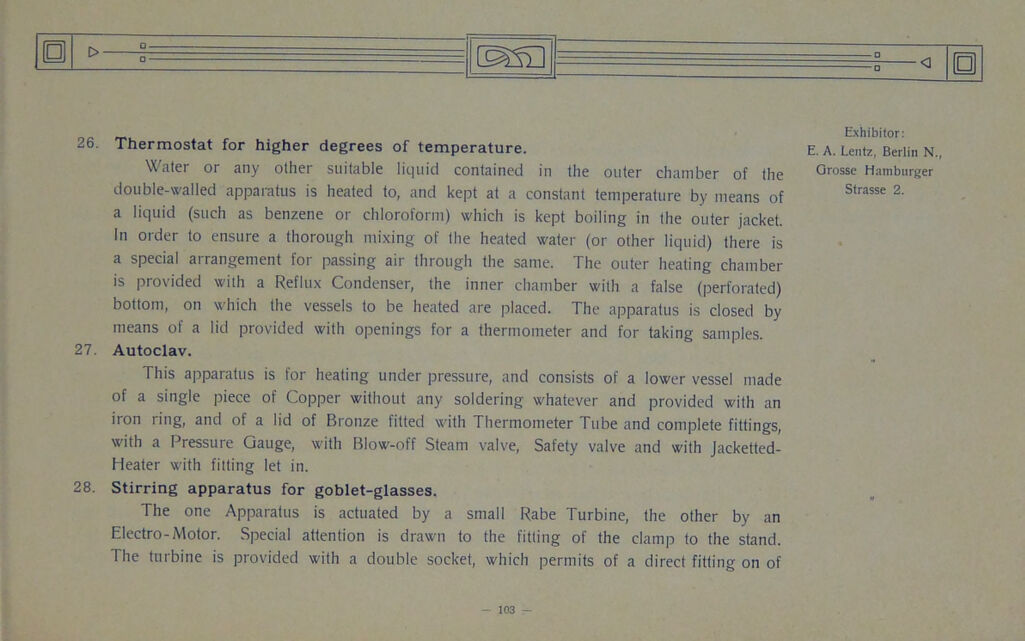 Exhibitor:
E. A. Lentz, Berlin N.,
Grosse Hamburger
Strasse 2.
26. Thermostat for higher degrees of temperature.
Water or any other suitable liquid contained in the outer chamber of the
double-walled apparatus is heated to, and kept at a constant temperature by means of
a liquid (such as benzene or chloroform) which is kept boiling in the outer jacket.
In order to ensure a thorough mixing of the heated water (or other liquid) there is
a special arrangement for passing air through the same. The outer heating chamber
is provided with a Reflux Condenser, the inner chamber with a false (perforated)
bottom, on which the vessels to be heated are placed. The apparatus is closed by
means of a lid provided with openings for a thermometer and for taking samples.
27. Autoclav. „
This apparatus is for heating under pressure, and consists of a lower vessel made
of a single piece of Copper without any soldering whatever and provided with an
iron ring, and of a lid of Bronze fitted with Thermometer Tube and complete fittings,
with a Pressure Gauge, with Blow-off Steam valve, Safety valve and with Jacketted-
Heater with fitting let in.
28. Stirring apparatus for goblet-glasses. „
The one Apparatus is actuated by a small Rabe Turbine, the other by an
Electro-Motor. Special attention is drawn to the fitting of the clamp to the stand.
The turbine is provided with a double socket, which permits of a direct fitting on of
— 103 —